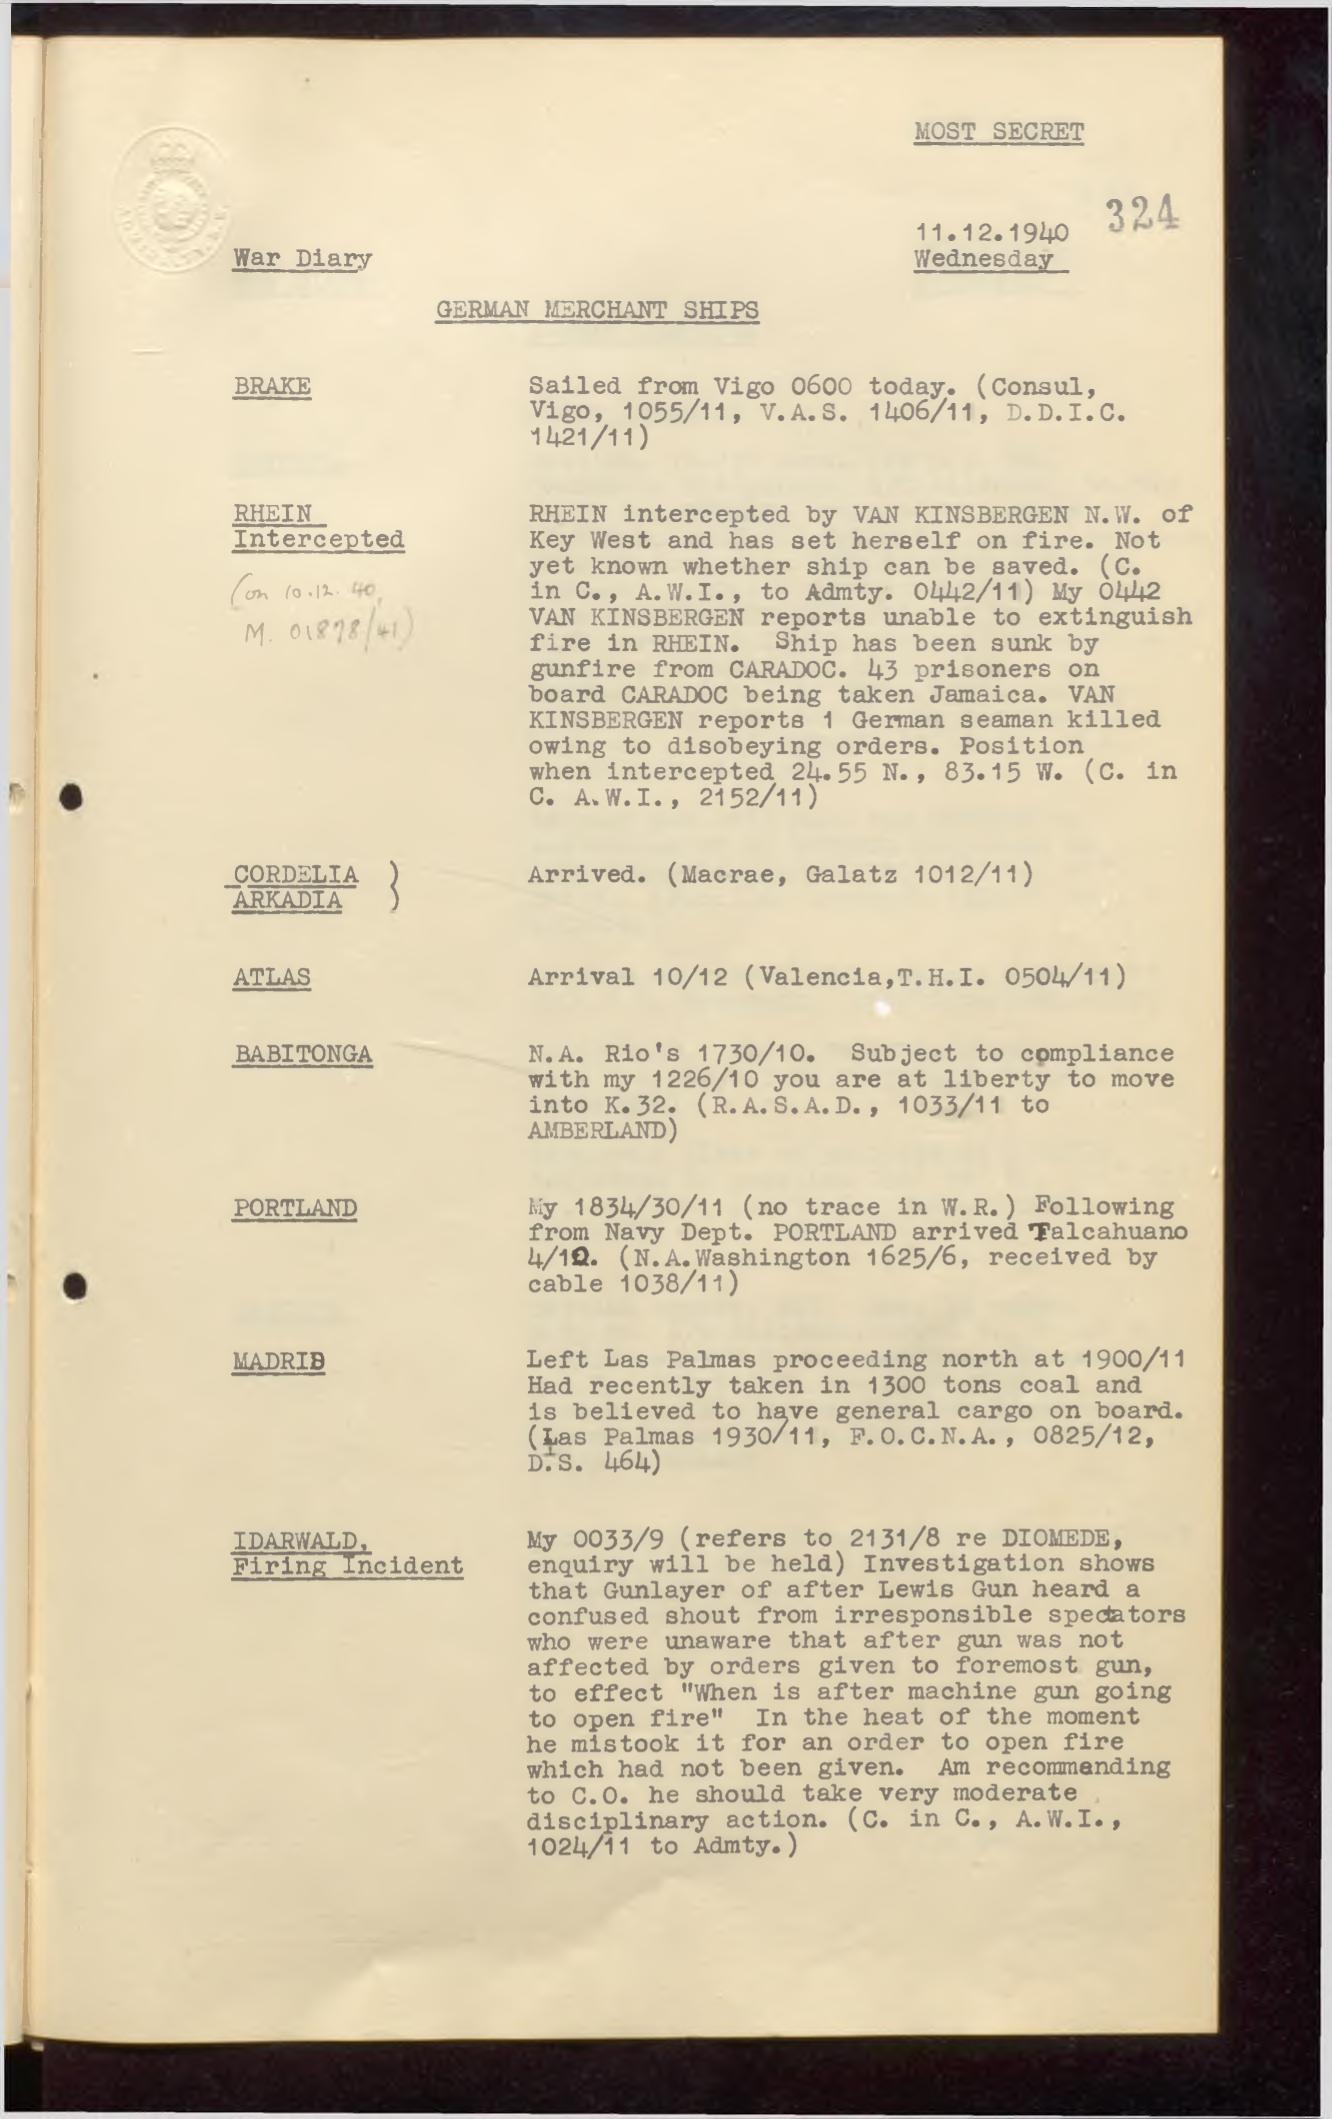 MOST SECRET
324
11.12.1940
War Diary
Wednesday
GERMAN MERCHANT SHIPS
BRAKE
Sailed from Vigo 0600 today. (Consul,
Vigo, 1055/11, V.A.S. 1406/11, D.D.I.C.
1421/11)
RHEIN
Intercepted
(on 10.12.40,
M. 01878/41)
RHEIN intercepted by VAN KINSBERGEN N.W. of
Key West and has set herself on fire. Not
yet known whether ship can be saved. (C.
in C., A.W.I., to Admty. 0442/11) My 0442
VAN KINSBERGEN reports unable to extinguish
fire in RHEIN. Ship has been sunk by
gunfire from CARADOC. 43 prisoners on
board CARADOC being taken Jamaica. VAN
KINSBERGEN reports 1 German seaman killed
owing to disobeying orders. Position
when intercepted 24.55 N., 83.15 W. (C. in
C. A.W.I., 2152/11)
CORDELIA )
ARKADIA )
Arrived. (Macrae, Galatz 1012/11)
ATLAS
Arrival 10/12 (Valencia,T.H.I. 0504/11)
BABITONGA
N.A. Rio's 1730/10. Subject to compliance
with my 1226/10 you are at liberty to move
into K.32. (R.A.S.A.D., 1033/11 to
AMBERLAND)
PORTLAND
My 1834/30/11 (no trace in W.R.) Following
from Navy Dept. PORTLAND arrived Talcahuano
4/12. (N.A.Washington 1625/6, received by
cable 1038/11)
MADRID
Left Las Palmas proceeding north at 1900/11
Had recently taken in 1300 tons coal and
is believed to have general cargo on board.
(Las Palmas 1930/11, F.O.C.N.A., 0825/12,
D.S. 464)
IDARWALD.
Firing Incident
My 0033/9 (refers to 2131/8 re DIOMEDE,
enquiry will be held) Investigation shows
that Gunlayer of after Lewis Gun heard a
confused shout from irresponsible spectators
who were unaware that after gun was not
affected by orders given to foremost gun,
to effect "When is after machine gun going
to open fire" In the heat of the moment
he mistook it for an order to open fire
which had not been given. Am recommanding
to C.O. he should take very moderate
disciplinary action. (C. in C., A.W.I.,
1024/11 to Admty.)